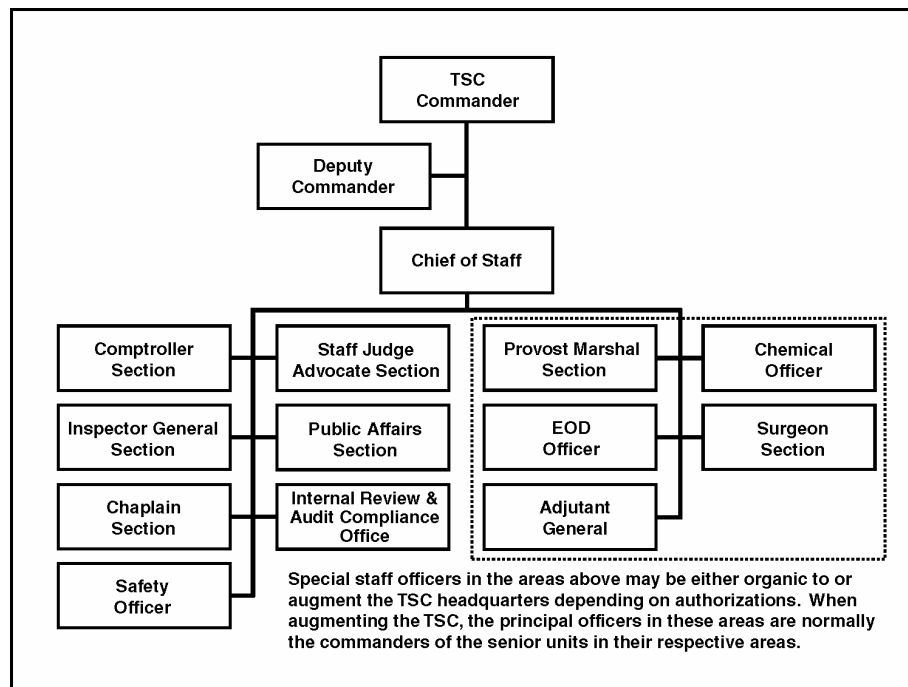 TSC
Commander
Deputy
Commander
Chief of Staff
Comptroller
Section
Staff Judge
Advocate Section
Provost Marshal
Section
Chemical
Officer
Inspector General
Section
Public Affairs
Section
EOD
Officer
Surgeon
Section
Chaplain
Section
Internal Review &
Audit Compliance
Office
Adjutant
General
Safety
Officer
Special staff officers in the areas above may be either organic to or
augment the TSC headquarters depending on authorizations.  When
augmenting the TSC, the principal officers in these areas are normally
the commanders of the senior units in their respective areas.